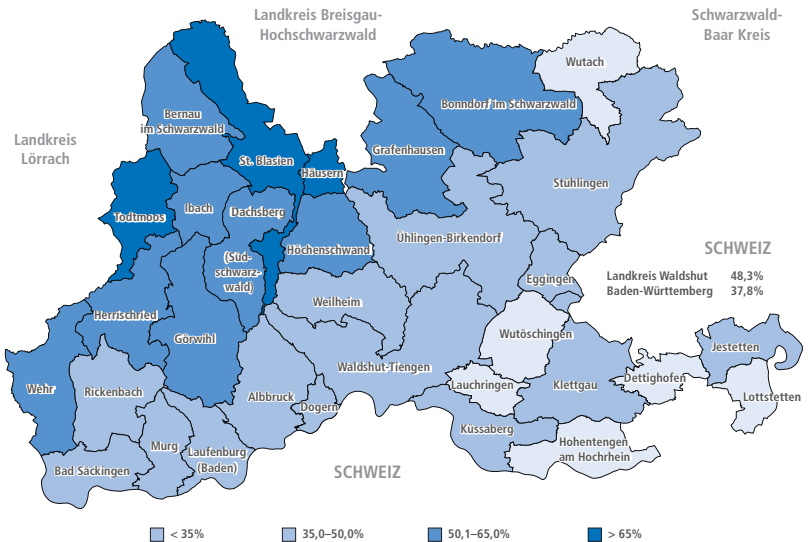 Landkreis Breisgau-
Hochschwarzwald
Schwarzwald-
Baar Kreis
Wutach
Bernau
im Schwarzwald
Bonndorf im Schwarzwald
Landkreis
Lörrach
St. Blasien
Häusern
Grafenhausen
Stühlingen
Todtmoos
Ibach
Dachsberg
Ühlingen-Birkendorf
(Süd-
schwarz-
wald)
Höchenschwand
SCHWEIZ
Eggingen
Landkreis Waldshut 48,3%
Baden-Württemberg 37,8%
Weilheim
Herrischried
Görwihl
Wutöschingen
Jestetten
Waldshut-Tiengen
Wehr
Rickenbach
Lauchringen
Klettgau
Dettighofen
Albbruck
Lottstetten
Dogern
Küssaberg
Murg
Laufenburg
(Baden)
Hohentengen
am Hochrhein
Bad Säckingen
SCHWEIZ
< 35% 35,0–50,0% 50,1–65,0% > 65%